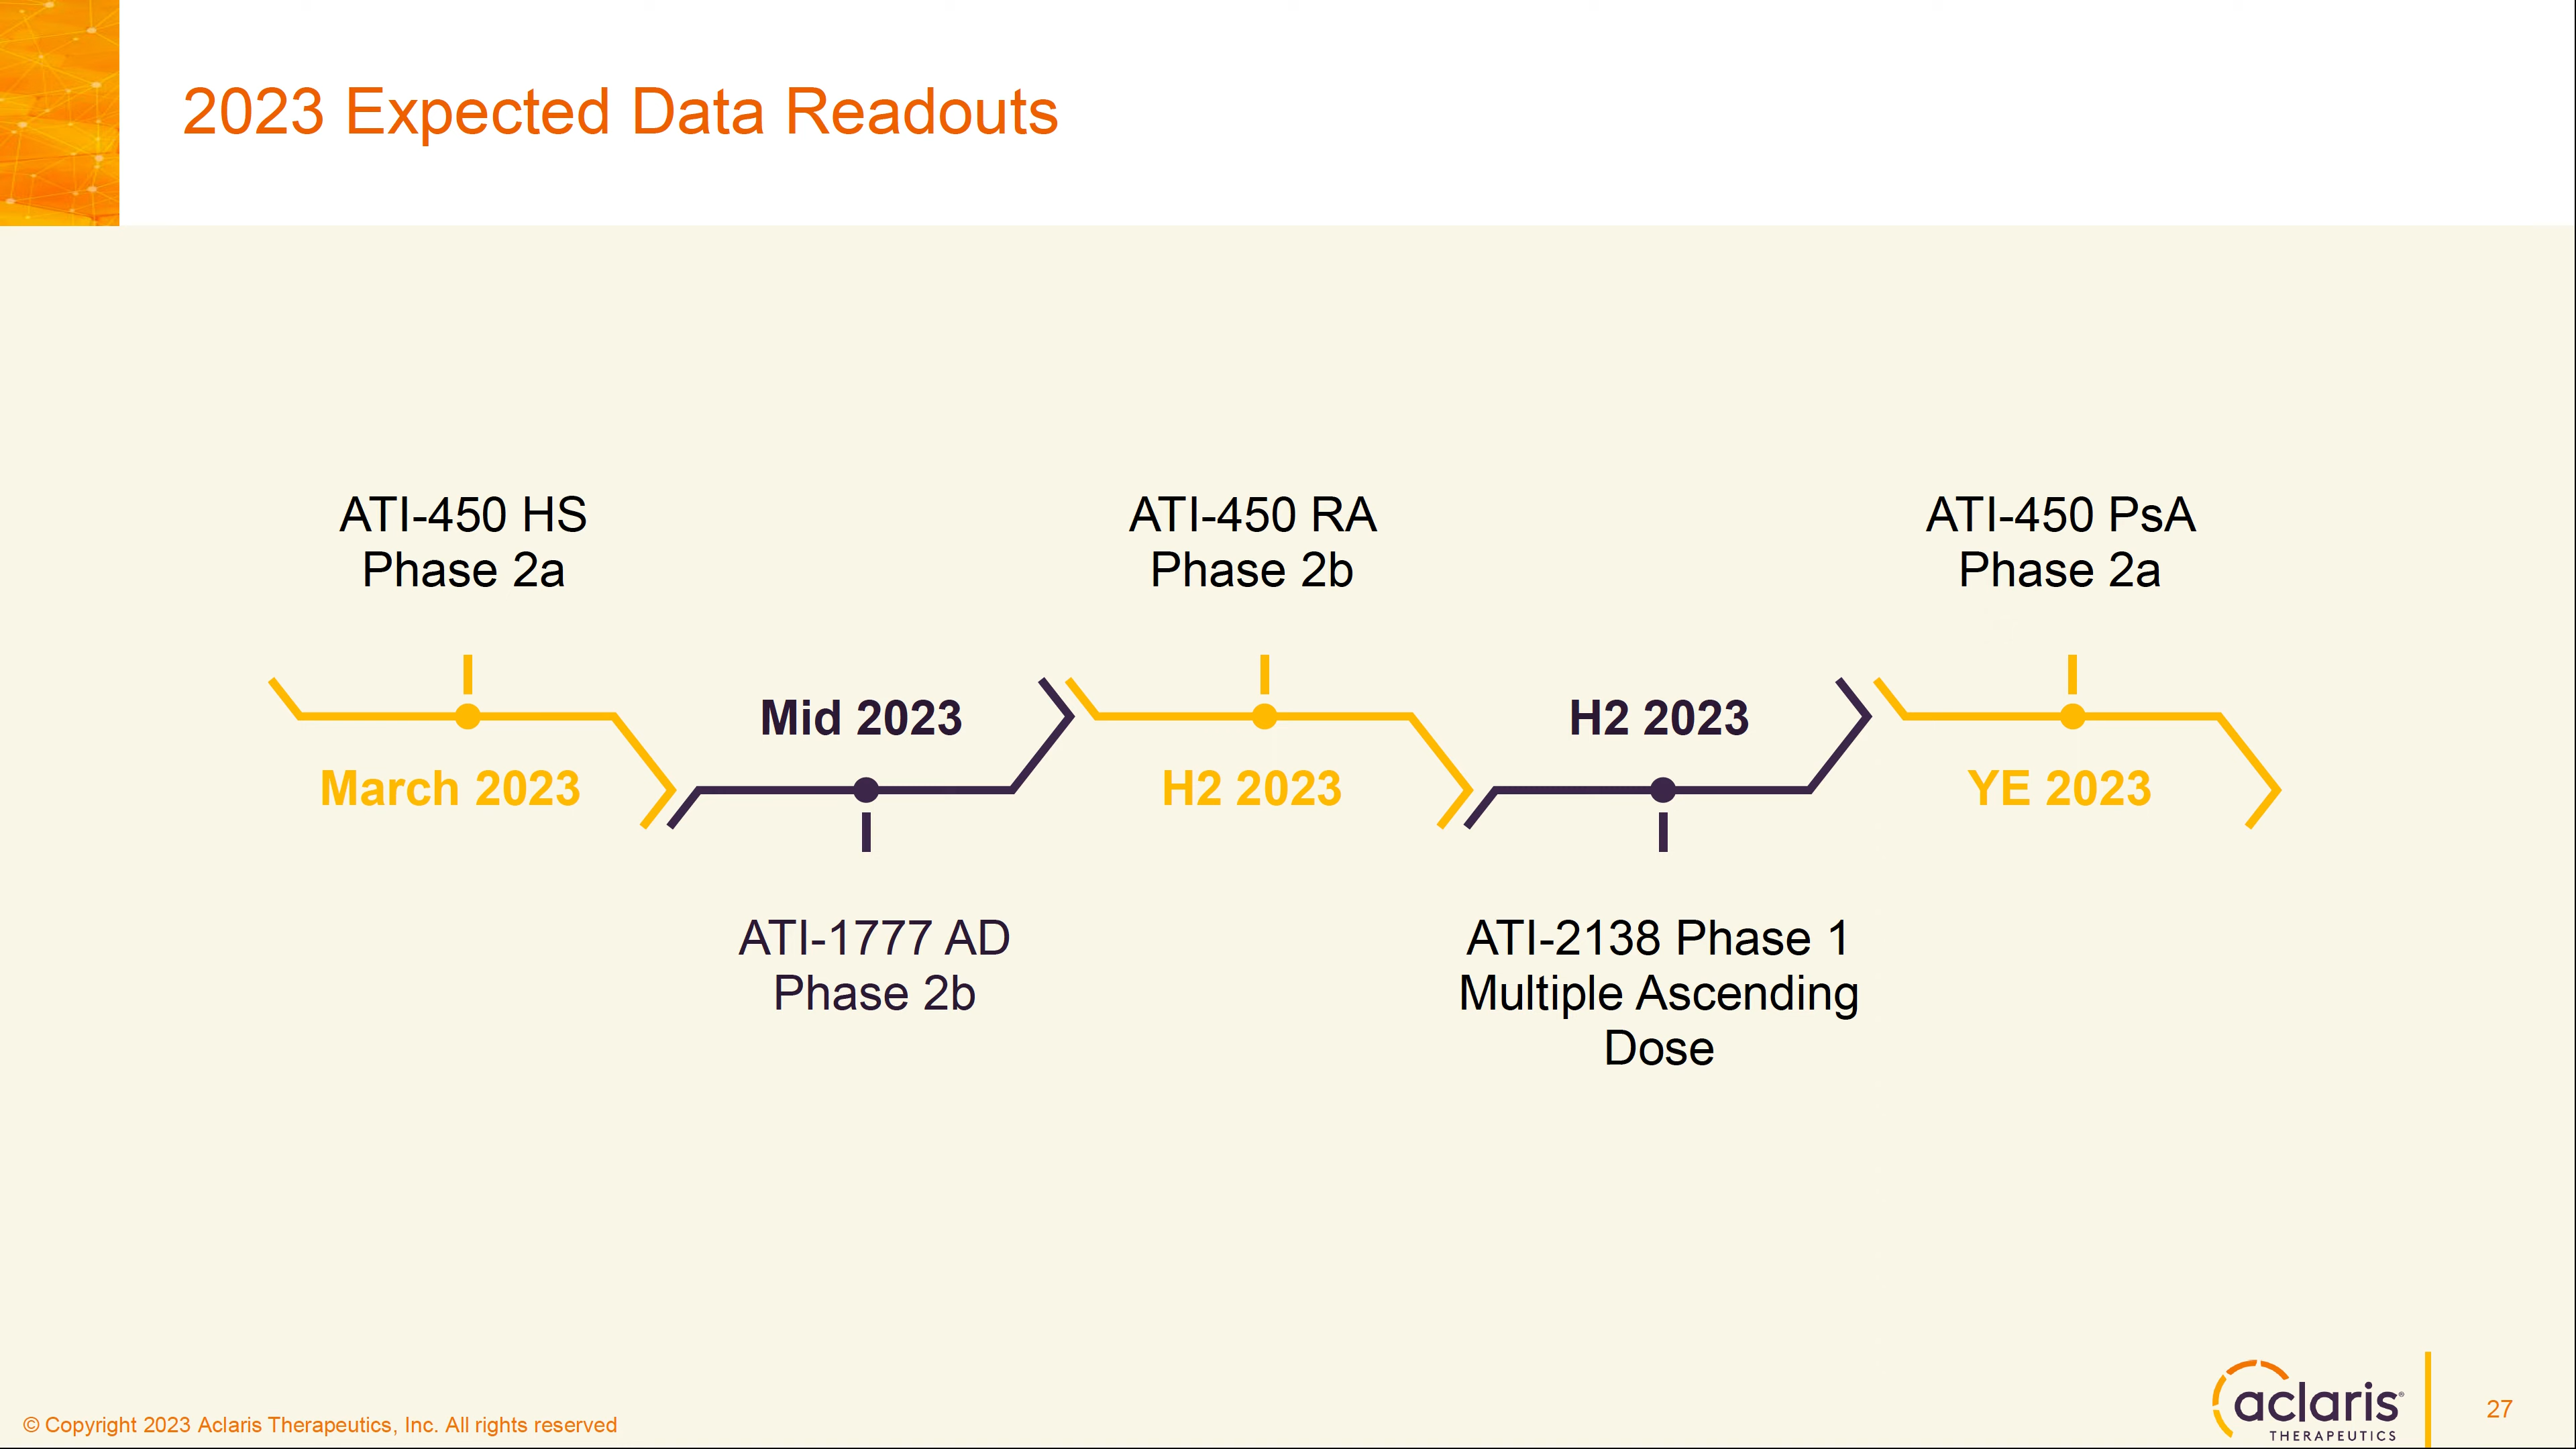 2023 Expected Data Readouts
ATI-450 HS
Phase 2a
March 2023
Mid 2023
ATI-1777 AD
Phase 2b
ATI-450 RA
Phase 2b
H2 2023
H2 2023
ATI-2138 Phase 1
Multiple Ascending
Dose
ATI-450 PsA
Phase 2a
YE 2023
© Copyright 2023 Aclaris Therapeutics, Inc. All rights reserved
aclaris®
THERAPEUTICS
27